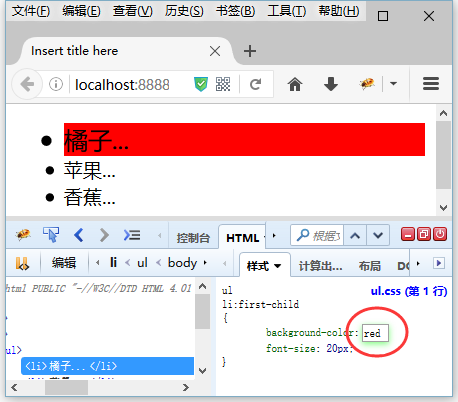 文件(F) 编辑(E) 查看(V) 历史(S) 书签(B) 工具(T) 帮助(H)
Insert title here
localhost:8888
橘子...
苹果...
香蕉...
控制台 HTML
编辑 li ul body
样式 计算出... 布局
html PUBLIC "-//W3C//DTD HTML 4.01
ul>
<li>橘子...</li>
ul ul.css (第 1 行)
li:first-child
{
background-color: red
font-size: 20px;
}